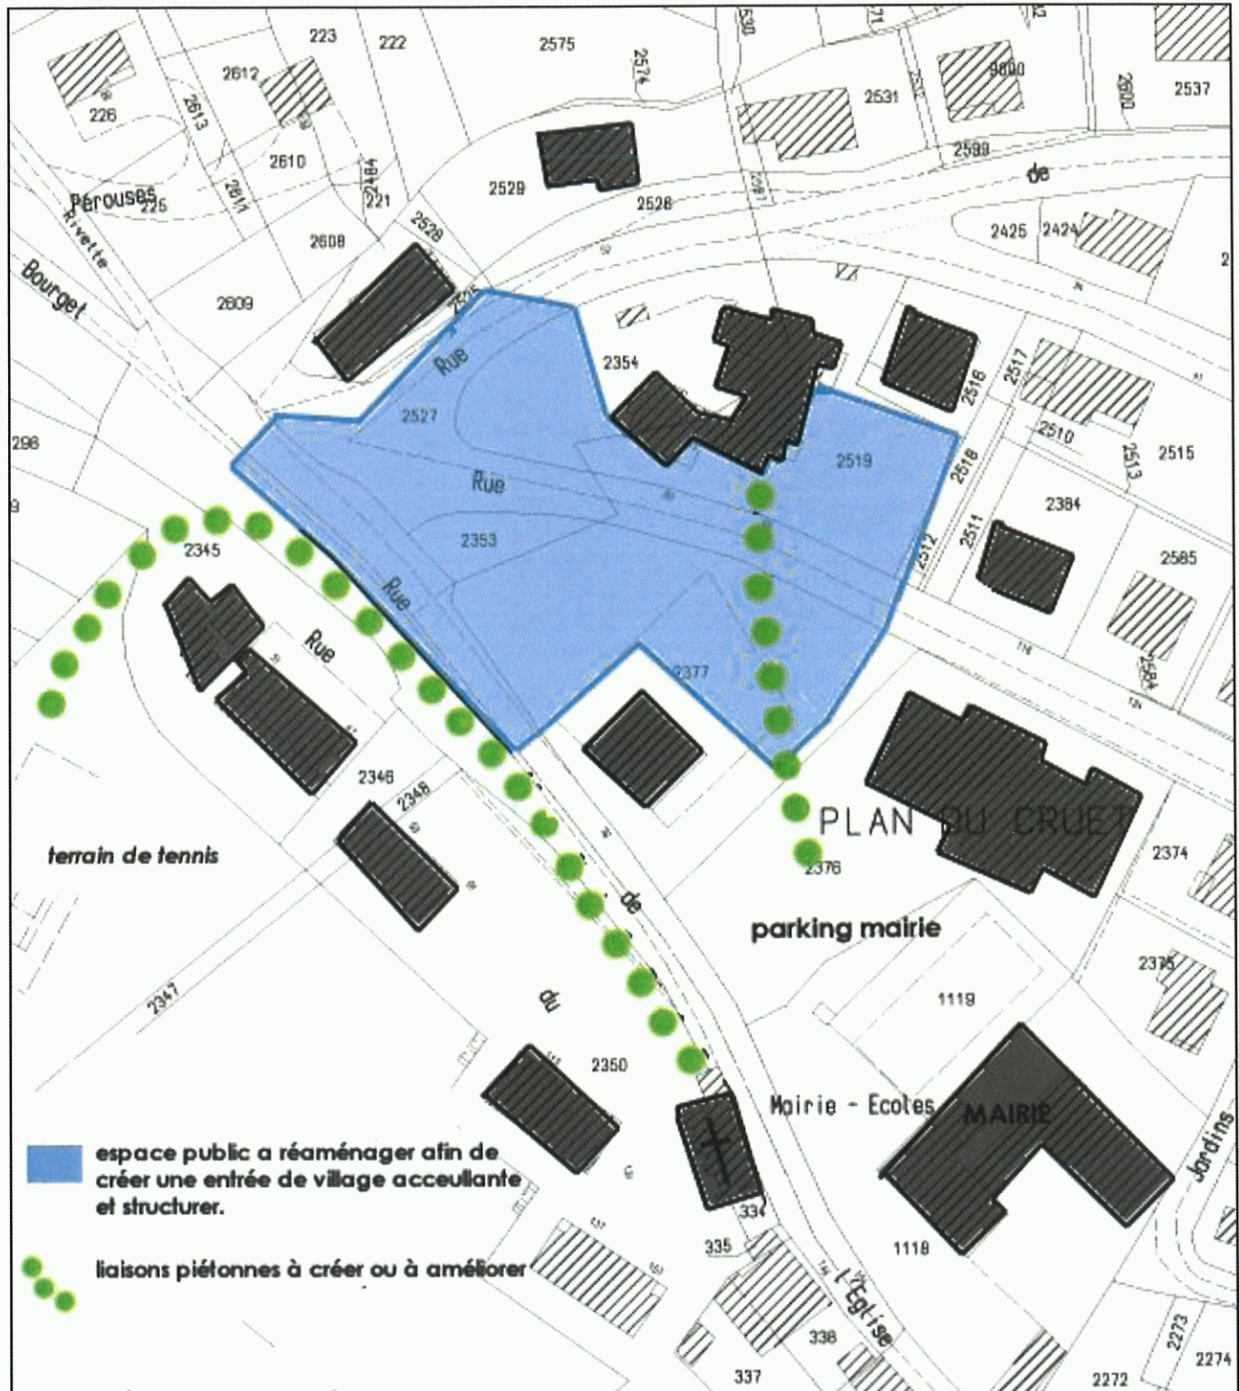 223
222
2575
2574
530
71
2612
226
2613
2531
9800
2600
2537
2610
2611
2484
221
2529
2526
2599
de
Pérouses
225
Rivette
2608
2528
2425
2424
Bourget
2609
2354
Rue
2527
2517
2516
2510
2515
2513
2519
2518
Rue
298
2353
2384
2511
2512
2585
2345
Rue
Rue
2377
2584
2346
2348
PLAN DU CRUET
2374
terrain de tennis
2376
de
parking mairie
2375
2347
1119
du
2350
Mairie - Ecoles
MAIRIE
Jardins
espace public a réaménager afin de
créer une entrée de village acceullante
et structurer.
334
335
1118
liaisons piétonnes à créer ou à améliorer
l'Eglise
338
337
2273
2274
2272